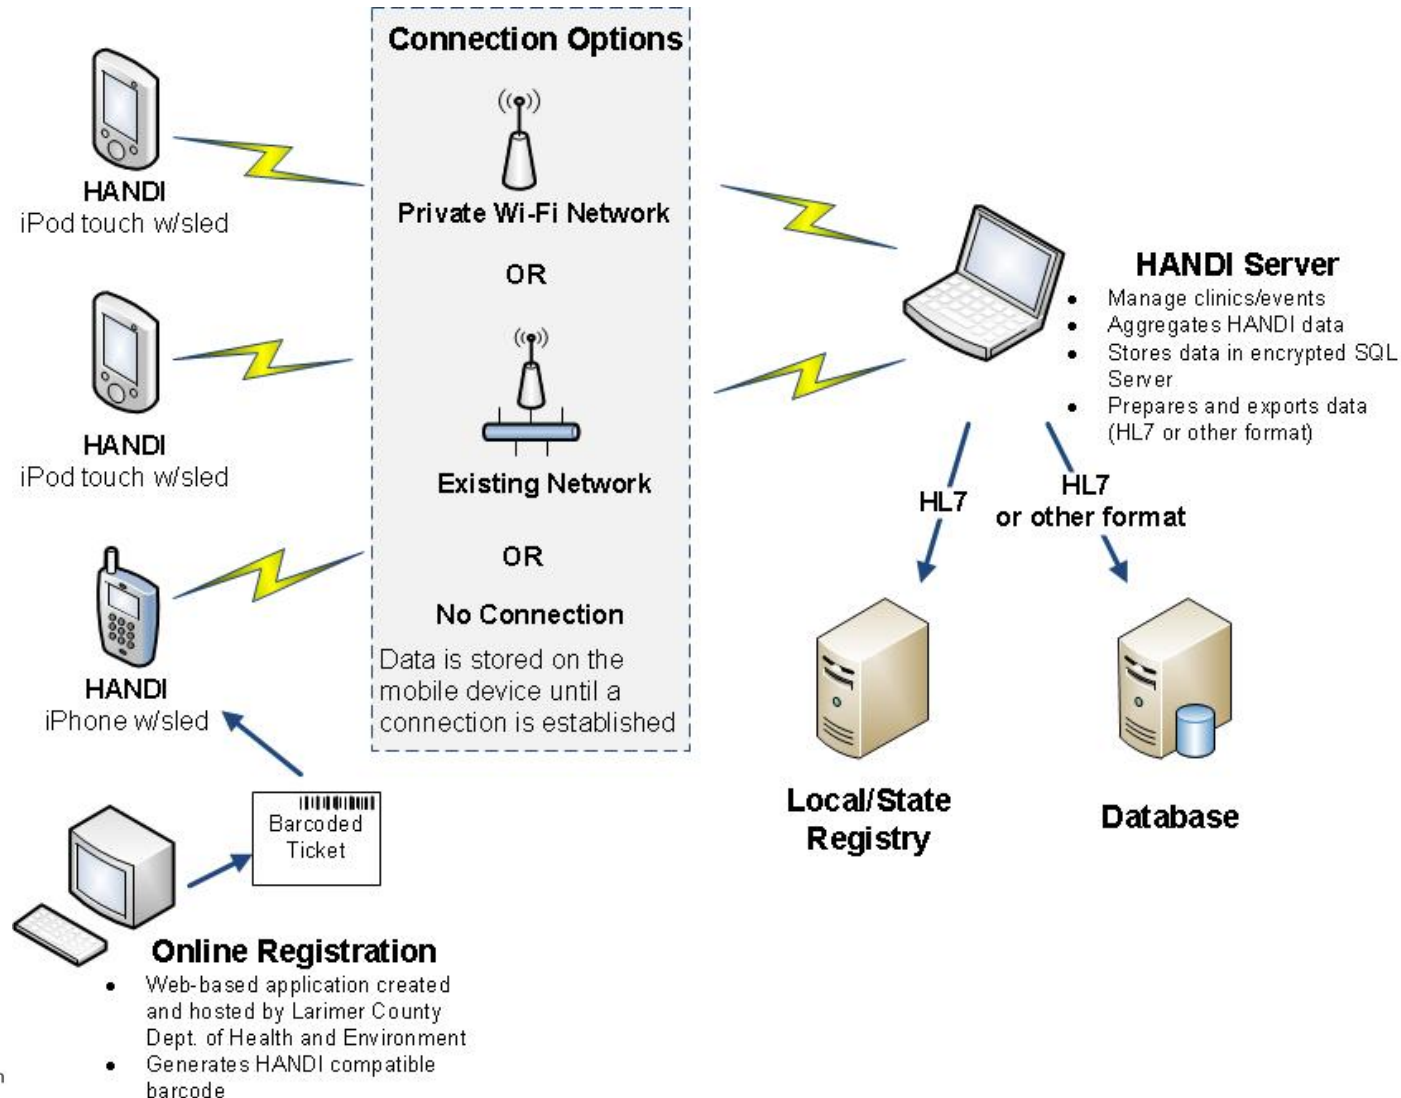 Connection Options
HANDI
iPod touch w/sled
Private Wi-Fi Network
OR
HANDI
iPod touch w/sled
Existing Network
OR
No Connection
Data is stored on the
mobile device until a
connection is established
HANDI
iPhone w/sled
HANDI Server
• Manage clinics/events
• Aggregates HANDI data
• Stores data in encrypted SQL
Server
• Prepares and exports data
(HL7 or other format)
HL7
HL7
or other format
Local/State
Registry
Database
Barcoded
Ticket
Online Registration
• Web-based application created
and hosted by Larimer County
Dept. of Health and Environment
• Generates HANDI compatible
barcode